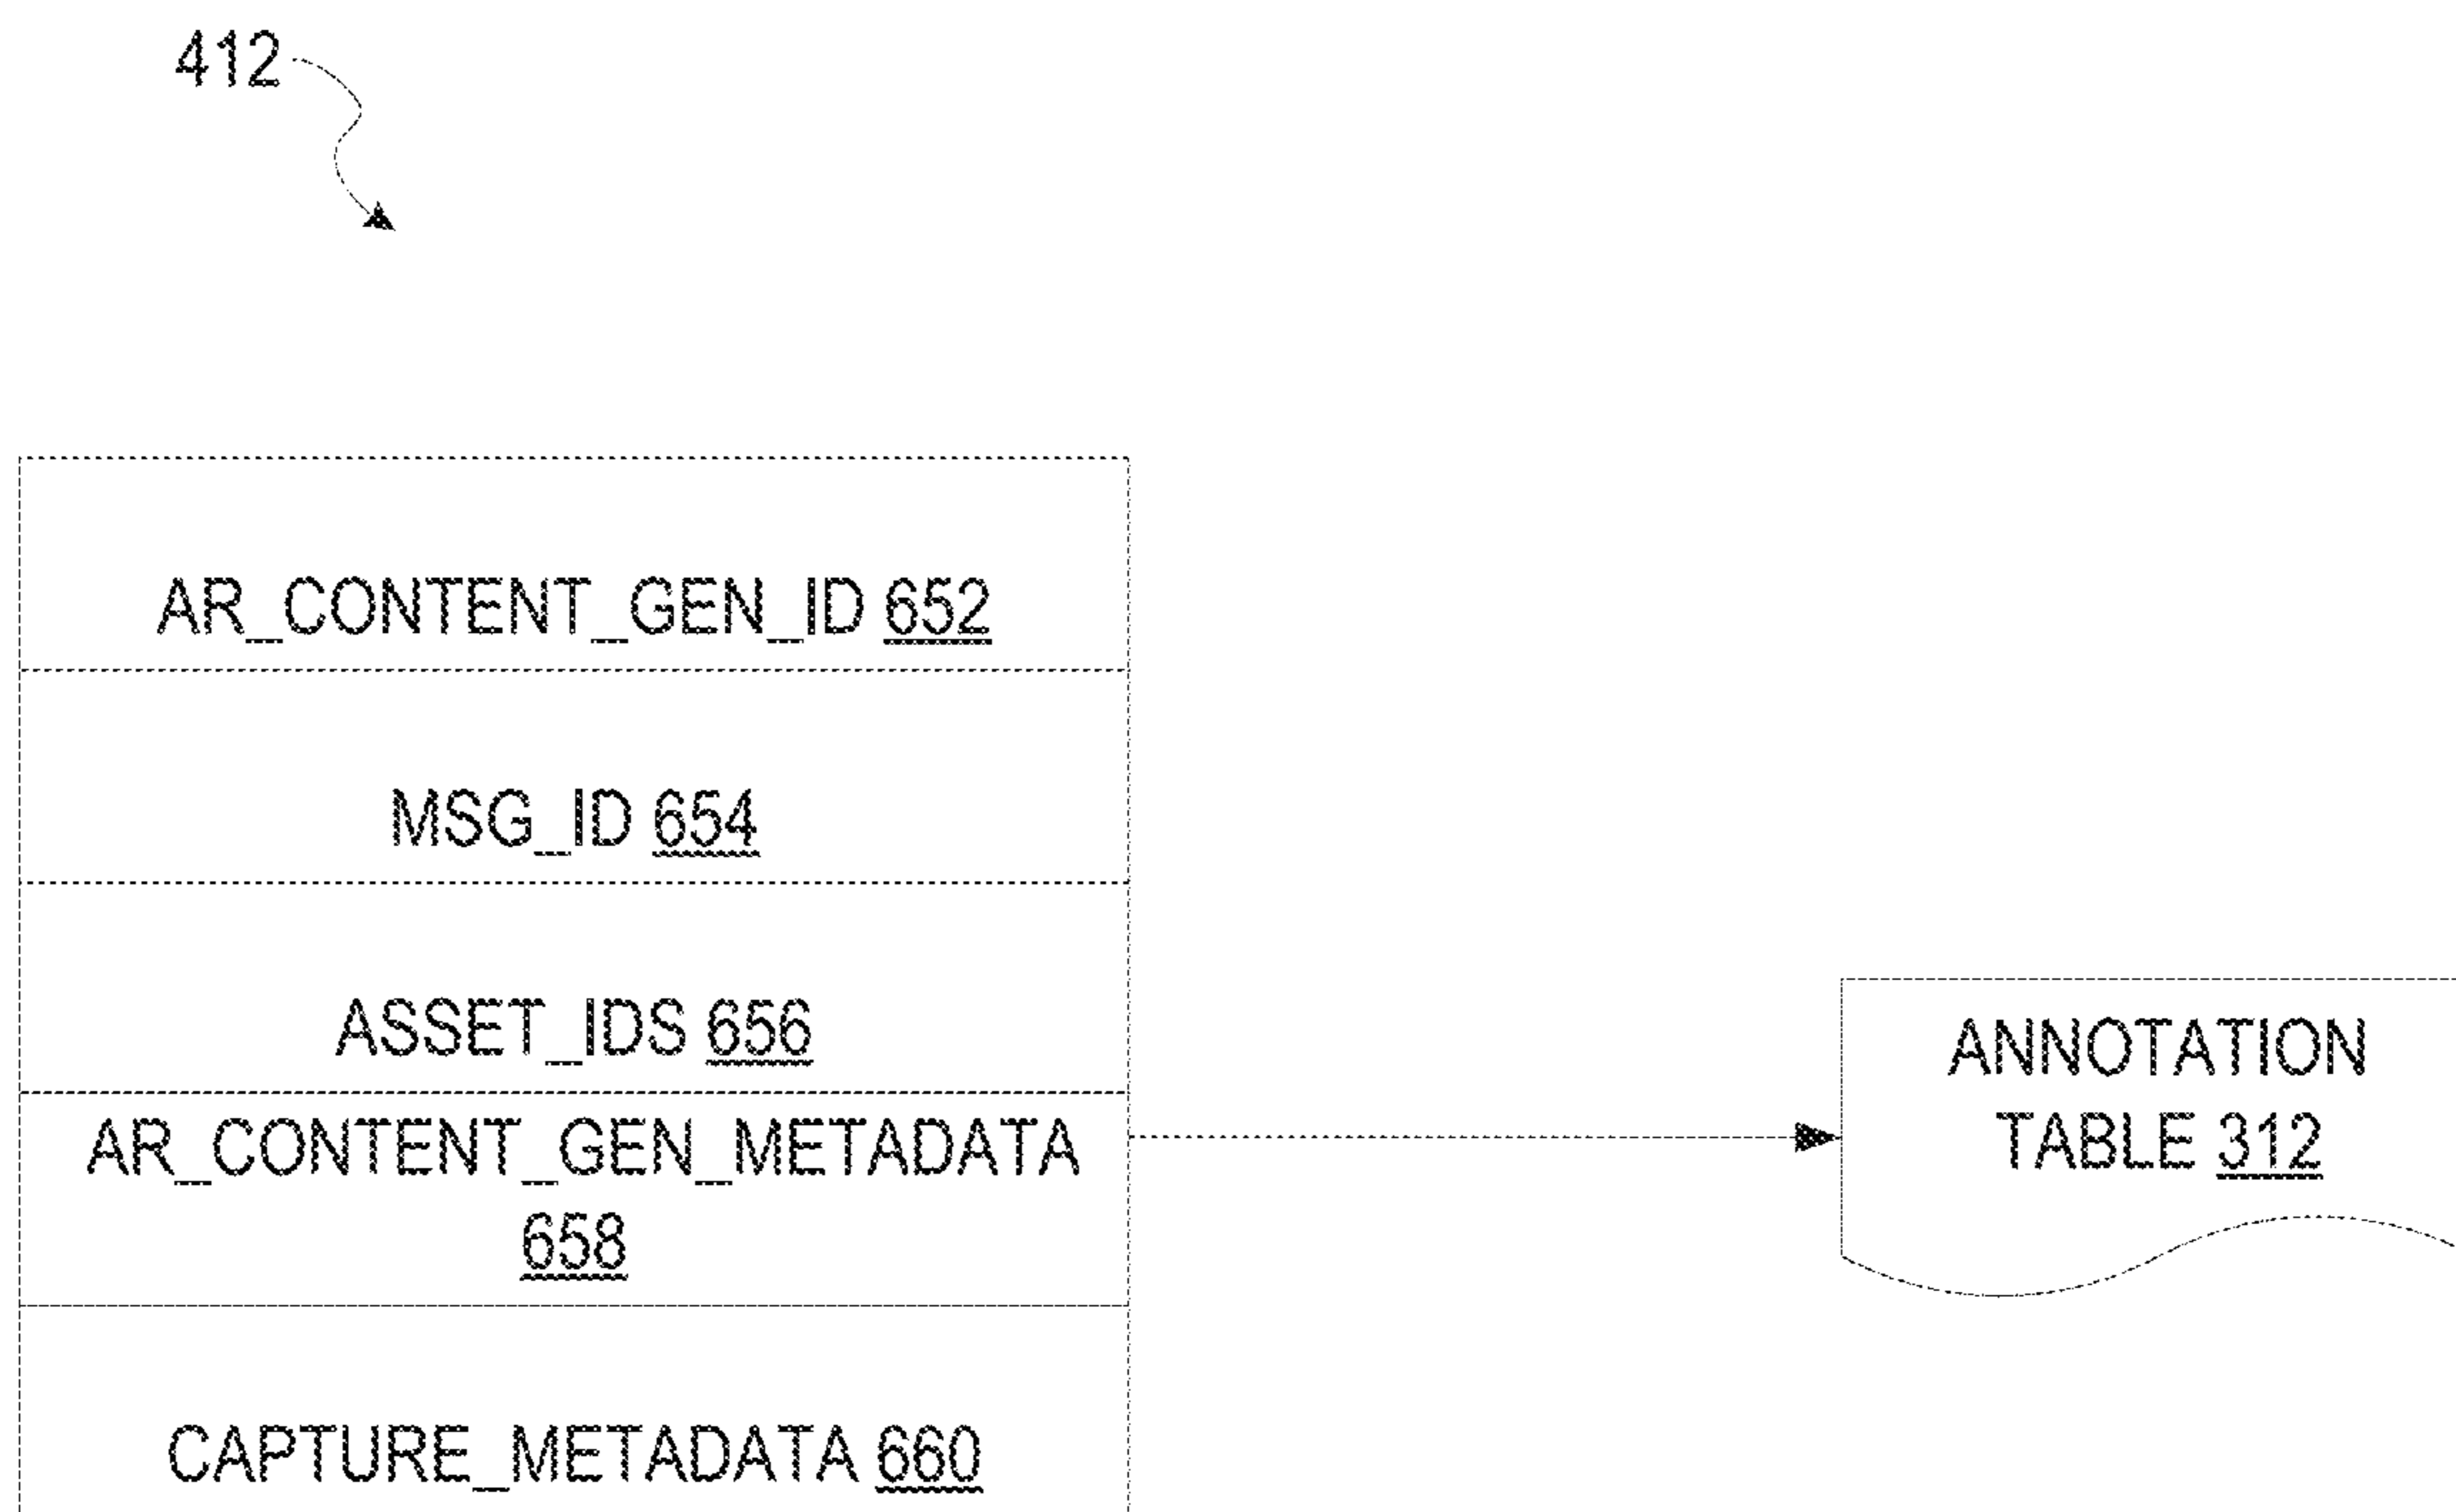 412
AR_CONTENT_GEN_ID 652
MSG_ID 654
ASSET_IDS 656
AR_CONTENT_GEN_METADATA
658
ANNOTATION
TABLE 312
CAPTURE_METADATA 660